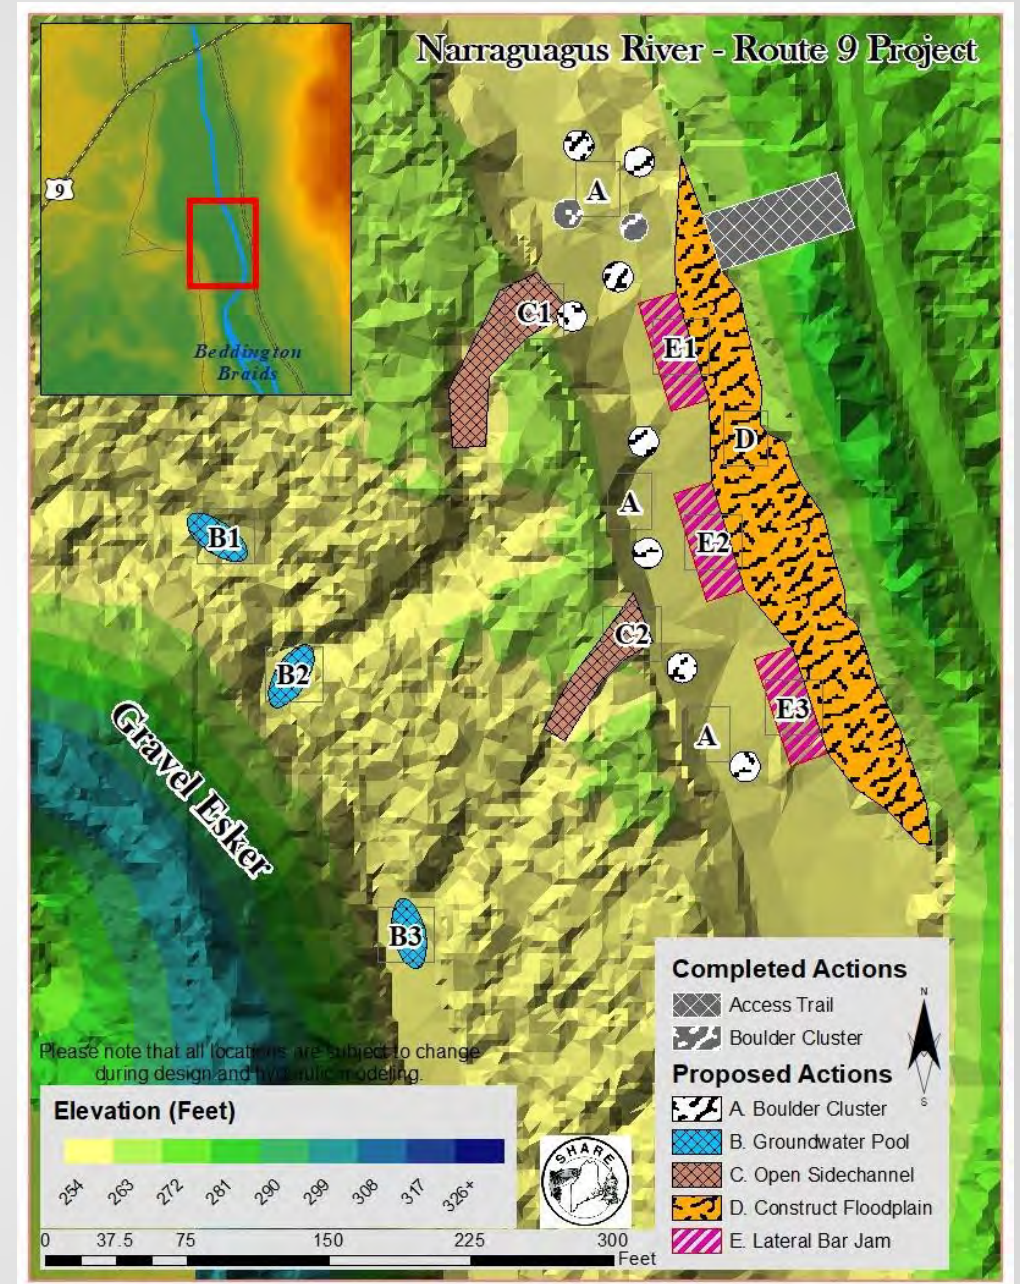 Narraguagus River - Route 9 Project
9
Beddington
Braids
A
C1
E1
D
A
B1
E2
C2
B2
E3
A
Gravel Esker
B3
Please note that all locations are subject to change
during design and hydraulic modeling.
Elevation (Feet)
254 263 272 281 290 299 308 317 326+
0 37.5 75 150 225 300
Feet
SHARE
Completed Actions
N
Access Trail
Boulder Cluster
Proposed Actions
S
A. Boulder Cluster
B. Groundwater Pool
C. Open Sidechannel
D. Construct Floodplain
E. Lateral Bar Jam